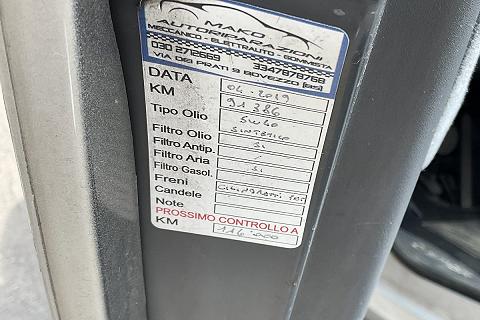 MAKO
AUTORIPARAZIONI
MECCANICO - ELETTRAUTO - GOMMISTA
030 2712669 3347878768
VIA DEI PRATI 9 BOVEZZO (BS)
DATA 04-2019
KM 91386
Tipo Olio 5W40
Filtro Olio SINTETICO
Filtro Antip. Si
Filtro Aria /
Filtro Gasol. Si
Freni
Candele
Note
PROSSIMO CONTROLLO A
KM 116.000